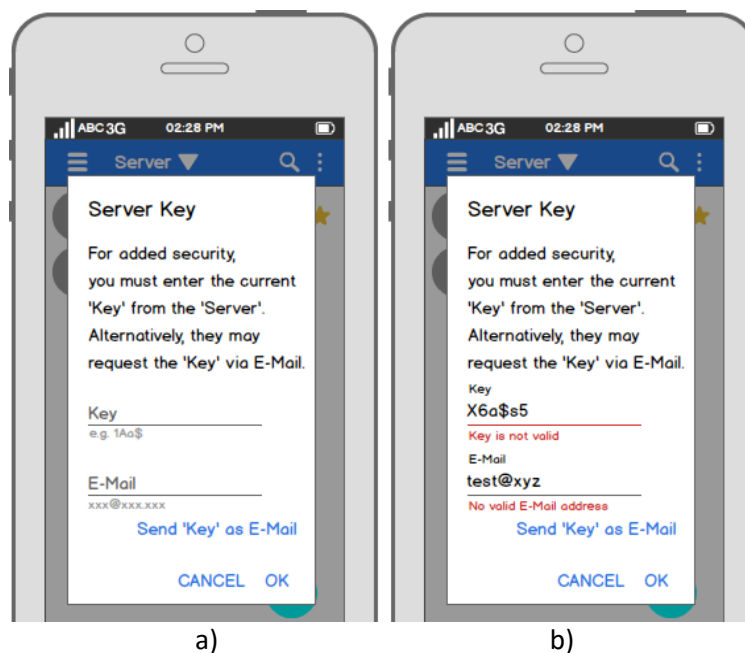 ABC 3G 02:28 PM
Server
Server Key
For added security,
you must enter the current
'Key' from the 'Server'.
Alternatively, they may
request the 'Key' via E-Mail.
Key
e.g. 1Aa$
E-Mail
xxx@xxx.xxx
Send 'Key' as E-Mail
CANCEL OK
a)
ABC 3G 02:28 PM
Server
Server Key
For added security,
you must enter the current
'Key' from the 'Server'.
Alternatively, they may
request the 'Key' via E-Mail.
Key
X6a$s5
Key is not valid
E-Mail
test@xyz
No valid E-Mail address
Send 'Key' as E-Mail
CANCEL OK
b)